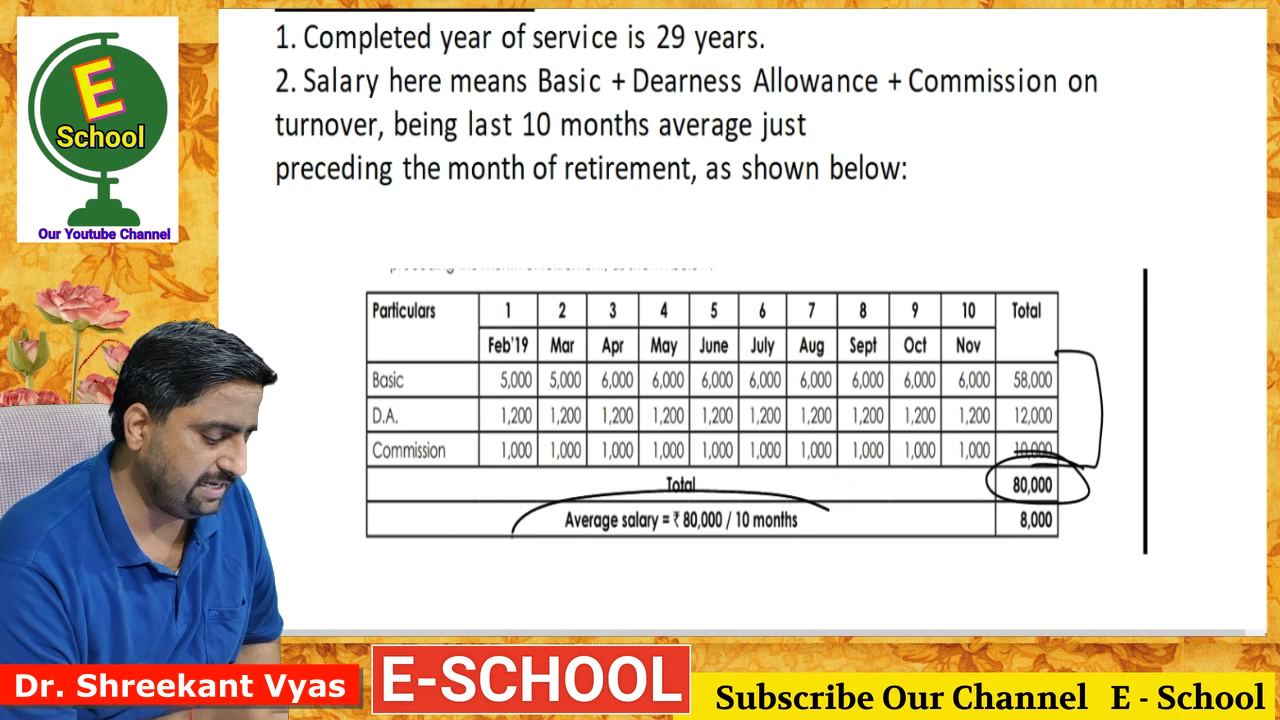 1. Completed year of service is 29 years.
2. Salary here means Basic + Dearness Allowance + Commission on
turnover, being last 10 months average just
preceding the month of retirement, as shown below:
E
School
Our Youtube Channel
Particulars 1 2 3 4 5 6 7 8 9 10 Total
Feb'19 Mar Apr May June July Aug Sept Oct Nov
Basic 5,000 5,000 6,000 6,000 6,000 6,000 6,000 6,000 6,000 6,000 58,000
D.A. 1,200 1,200 1,200 1,200 1,200 1,200 1,200 1,200 1,200 1,200 12,000
Commission 1,000 1,000 1,000 1,000 1,000 1,000 1,000 1,000 1,000 1,000 10,000
Total 80,000
Average salary = ₹ 80,000 / 10 months 8,000
Dr. Shreekant Vyas
E-SCHOOL
Subscribe Our Channel E - School